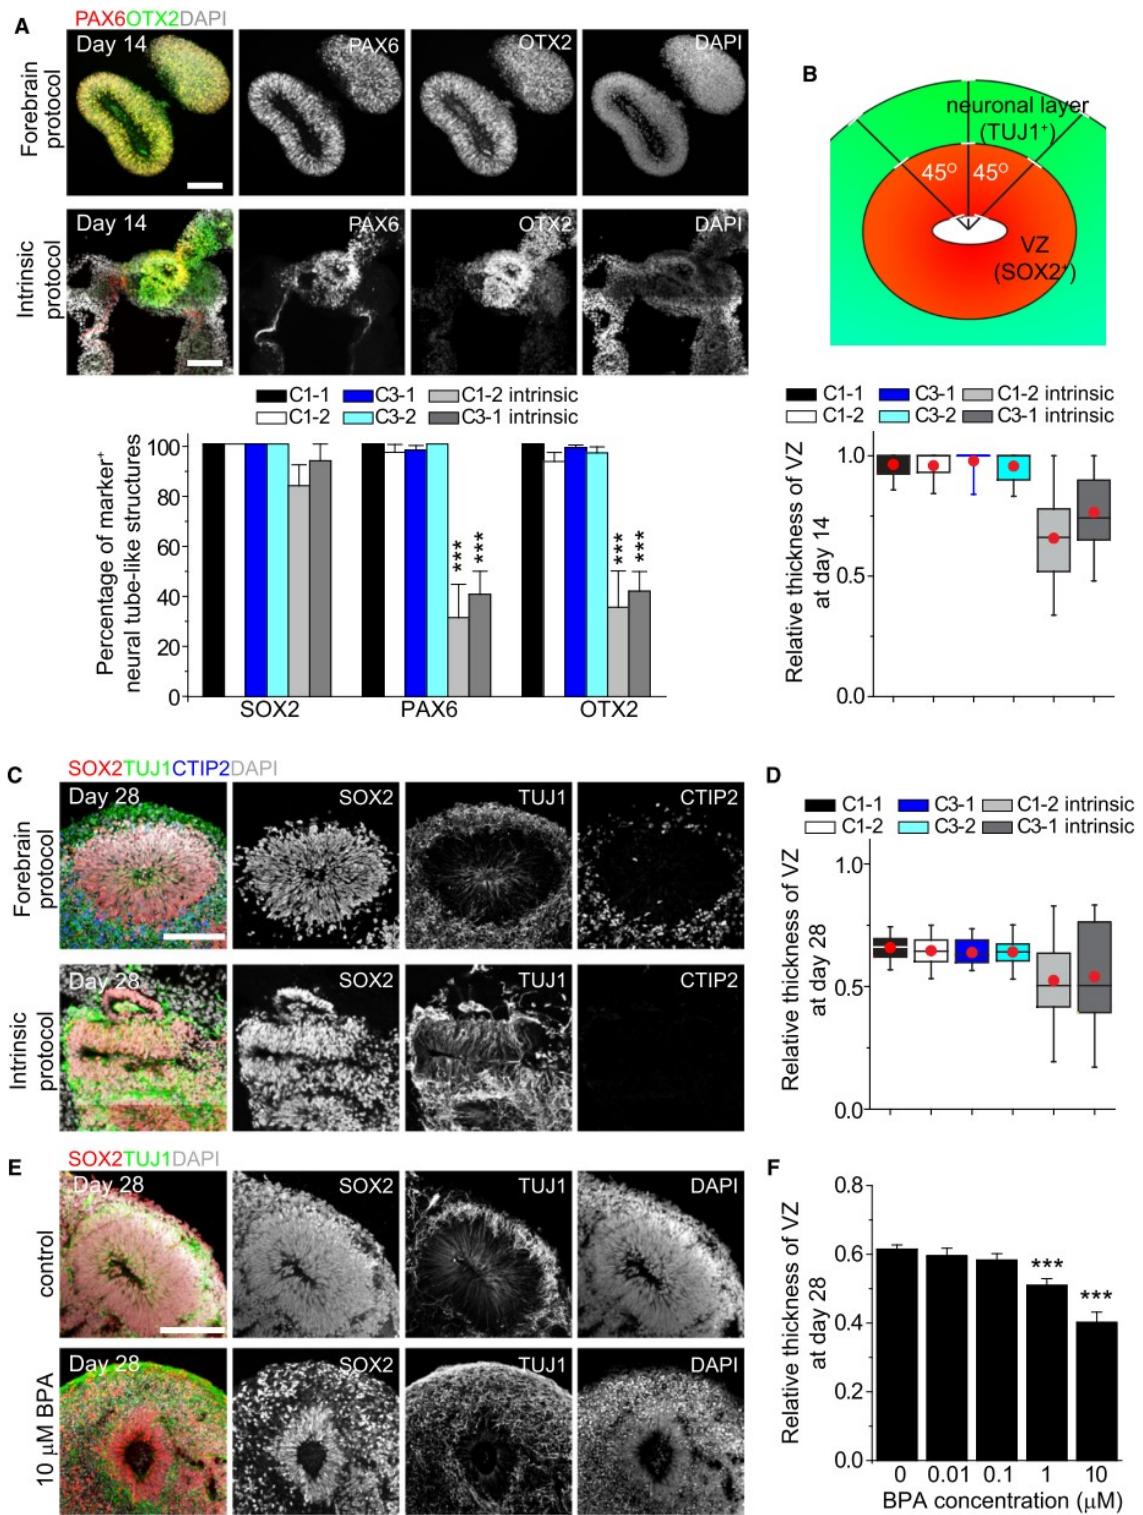 A
PAX6OTX2DAPI
Forebrain
protocol
Day 14
PAX6
OTX2
DAPI
Intrinsic
protocol
Day 14
PAX6
OTX2
DAPI
C1-1 C3-1 C1-2 intrinsic
C1-2 C3-2 C3-1 intrinsic
Percentage of marker+
neural tube-like structures
100
80
60
40
20
0
***
***
***
***
SOX2 PAX6 OTX2
B
neuronal layer
(TUJ1+)
45O 45O
VZ
(SOX2+)
C1-1 C3-1 C1-2 intrinsic
C1-2 C3-2 C3-1 intrinsic
Relative thickness of VZ
at day 14
1.0
0.5
0.0
C
SOX2TUJ1CTIP2DAPI
Forebrain
protocol
Day 28
SOX2
TUJ1
CTIP2
Intrinsic
protocol
Day 28
SOX2
TUJ1
CTIP2
D
C1-1 C3-1 C1-2 intrinsic
C1-2 C3-2 C3-1 intrinsic
Relative thickness of VZ
at day 28
1.0
0.5
0.0
E
SOX2TUJ1DAPI
control
Day 28
SOX2
TUJ1
DAPI
10 μM BPA
Day 28
SOX2
TUJ1
DAPI
F
Relative thickness of VZ
at day 28
0.8
0.6
0.4
0.2
0.0
***
***
0 0.01 0.1 1 10
BPA concentration (μM)